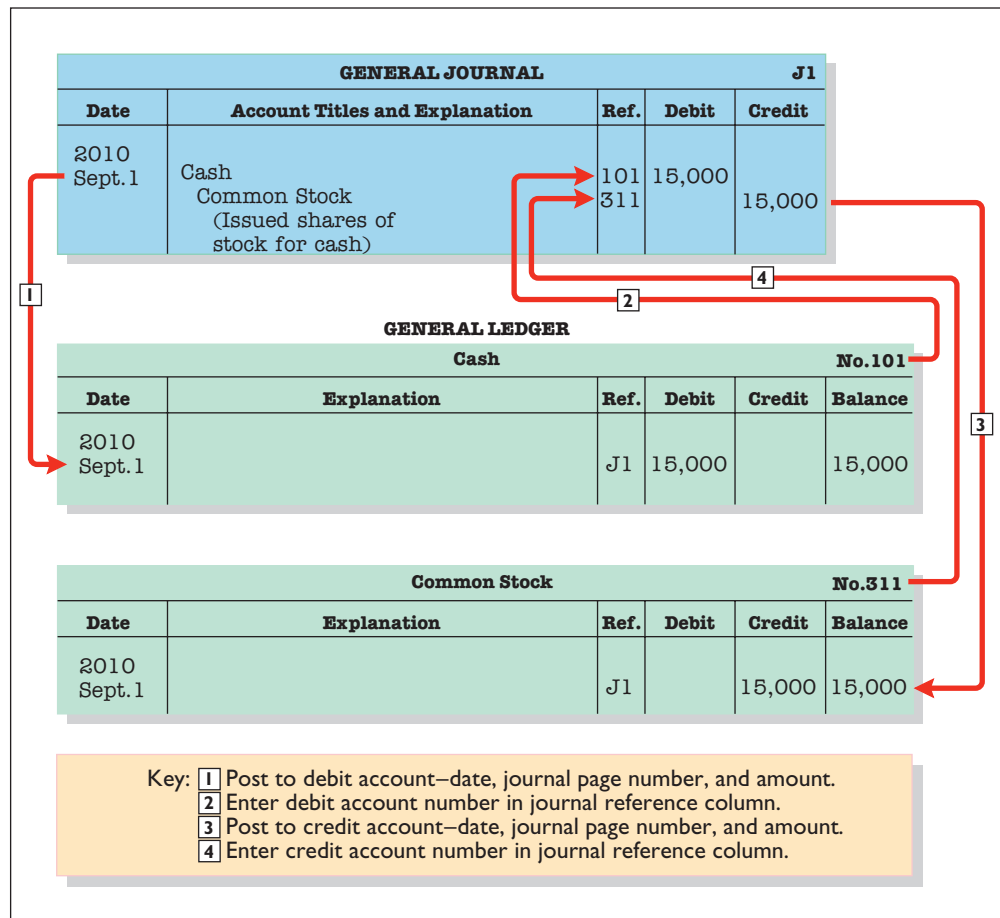 GENERAL JOURNAL J1
Date Account Titles and Explanation Ref. Debit Credit
2010
Sept. 1 Cash 101 15,000
Common Stock 311 15,000
(Issued shares of
stock for cash)
4
1
2
GENERAL LEDGER
Cash No.101
Date Explanation Ref. Debit Credit Balance
3
2010
Sept. 1 J1 15,000 15,000
Common Stock No.311
Date Explanation Ref. Debit Credit Balance
2010
Sept. 1 J1 15,000 15,000
Key: 1 Post to debit account–date, journal page number, and amount.
2 Enter debit account number in journal reference column.
3 Post to credit account–date, journal page number, and amount.
4 Enter credit account number in journal reference column.